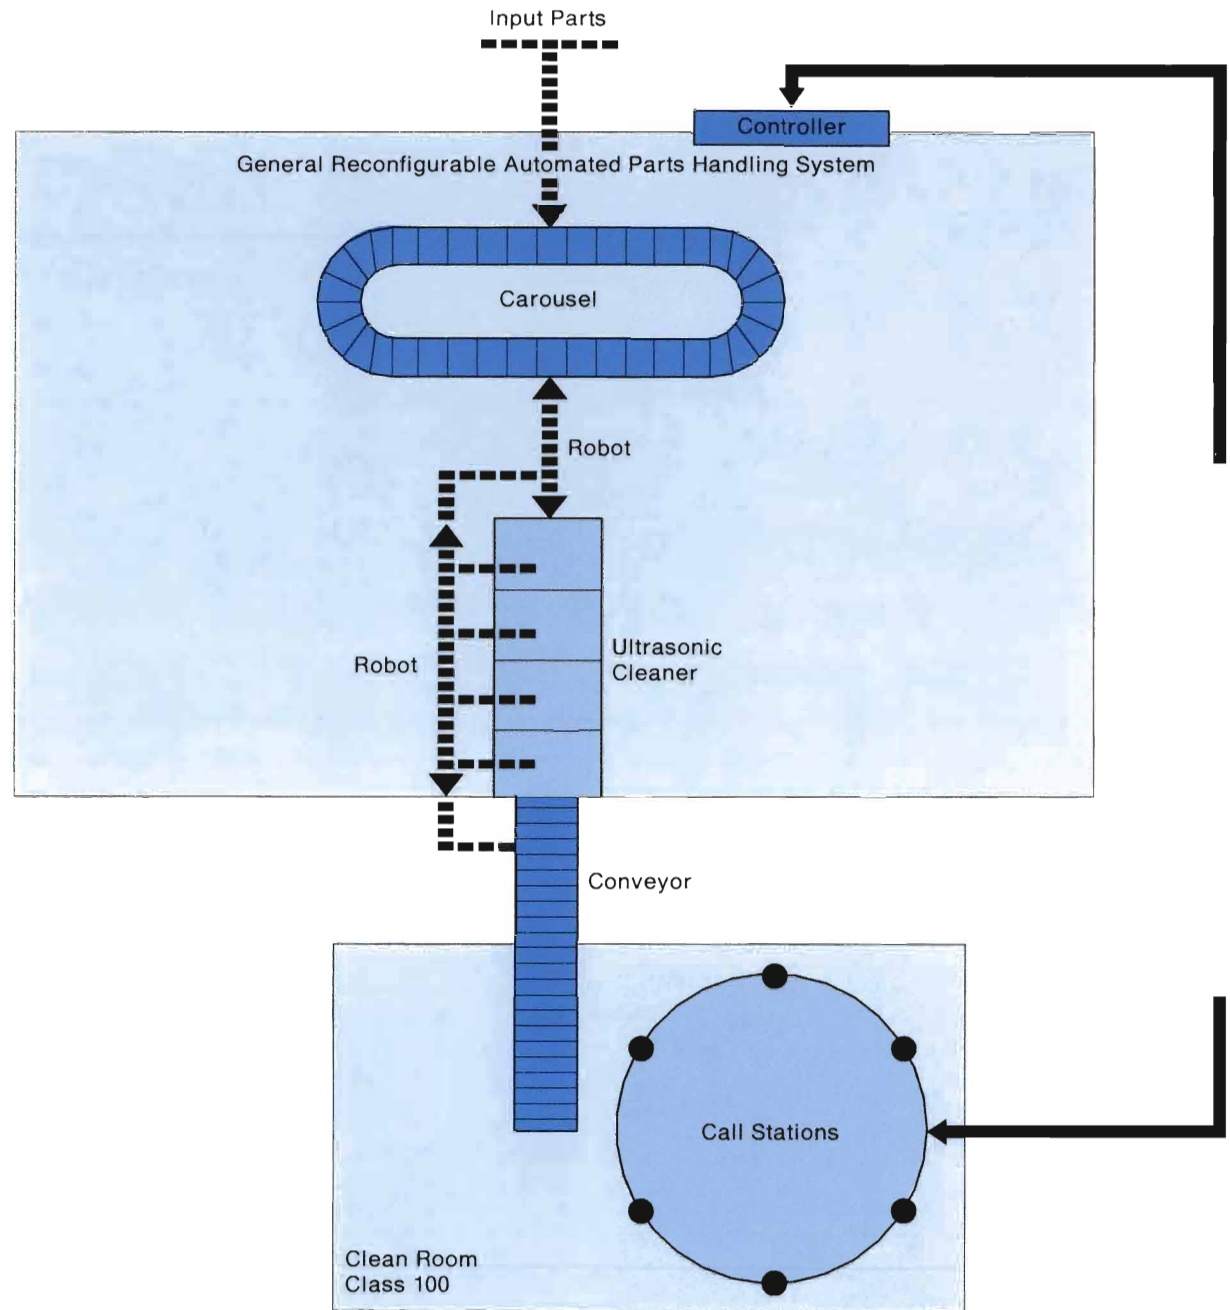 Input Parts
Controller
General Reconfigurable Automated Parts Handling System
Carousel
Robot
Ultrasonic
Cleaner
Robot
Conveyor
Call Stations
Clean Room
Class 100